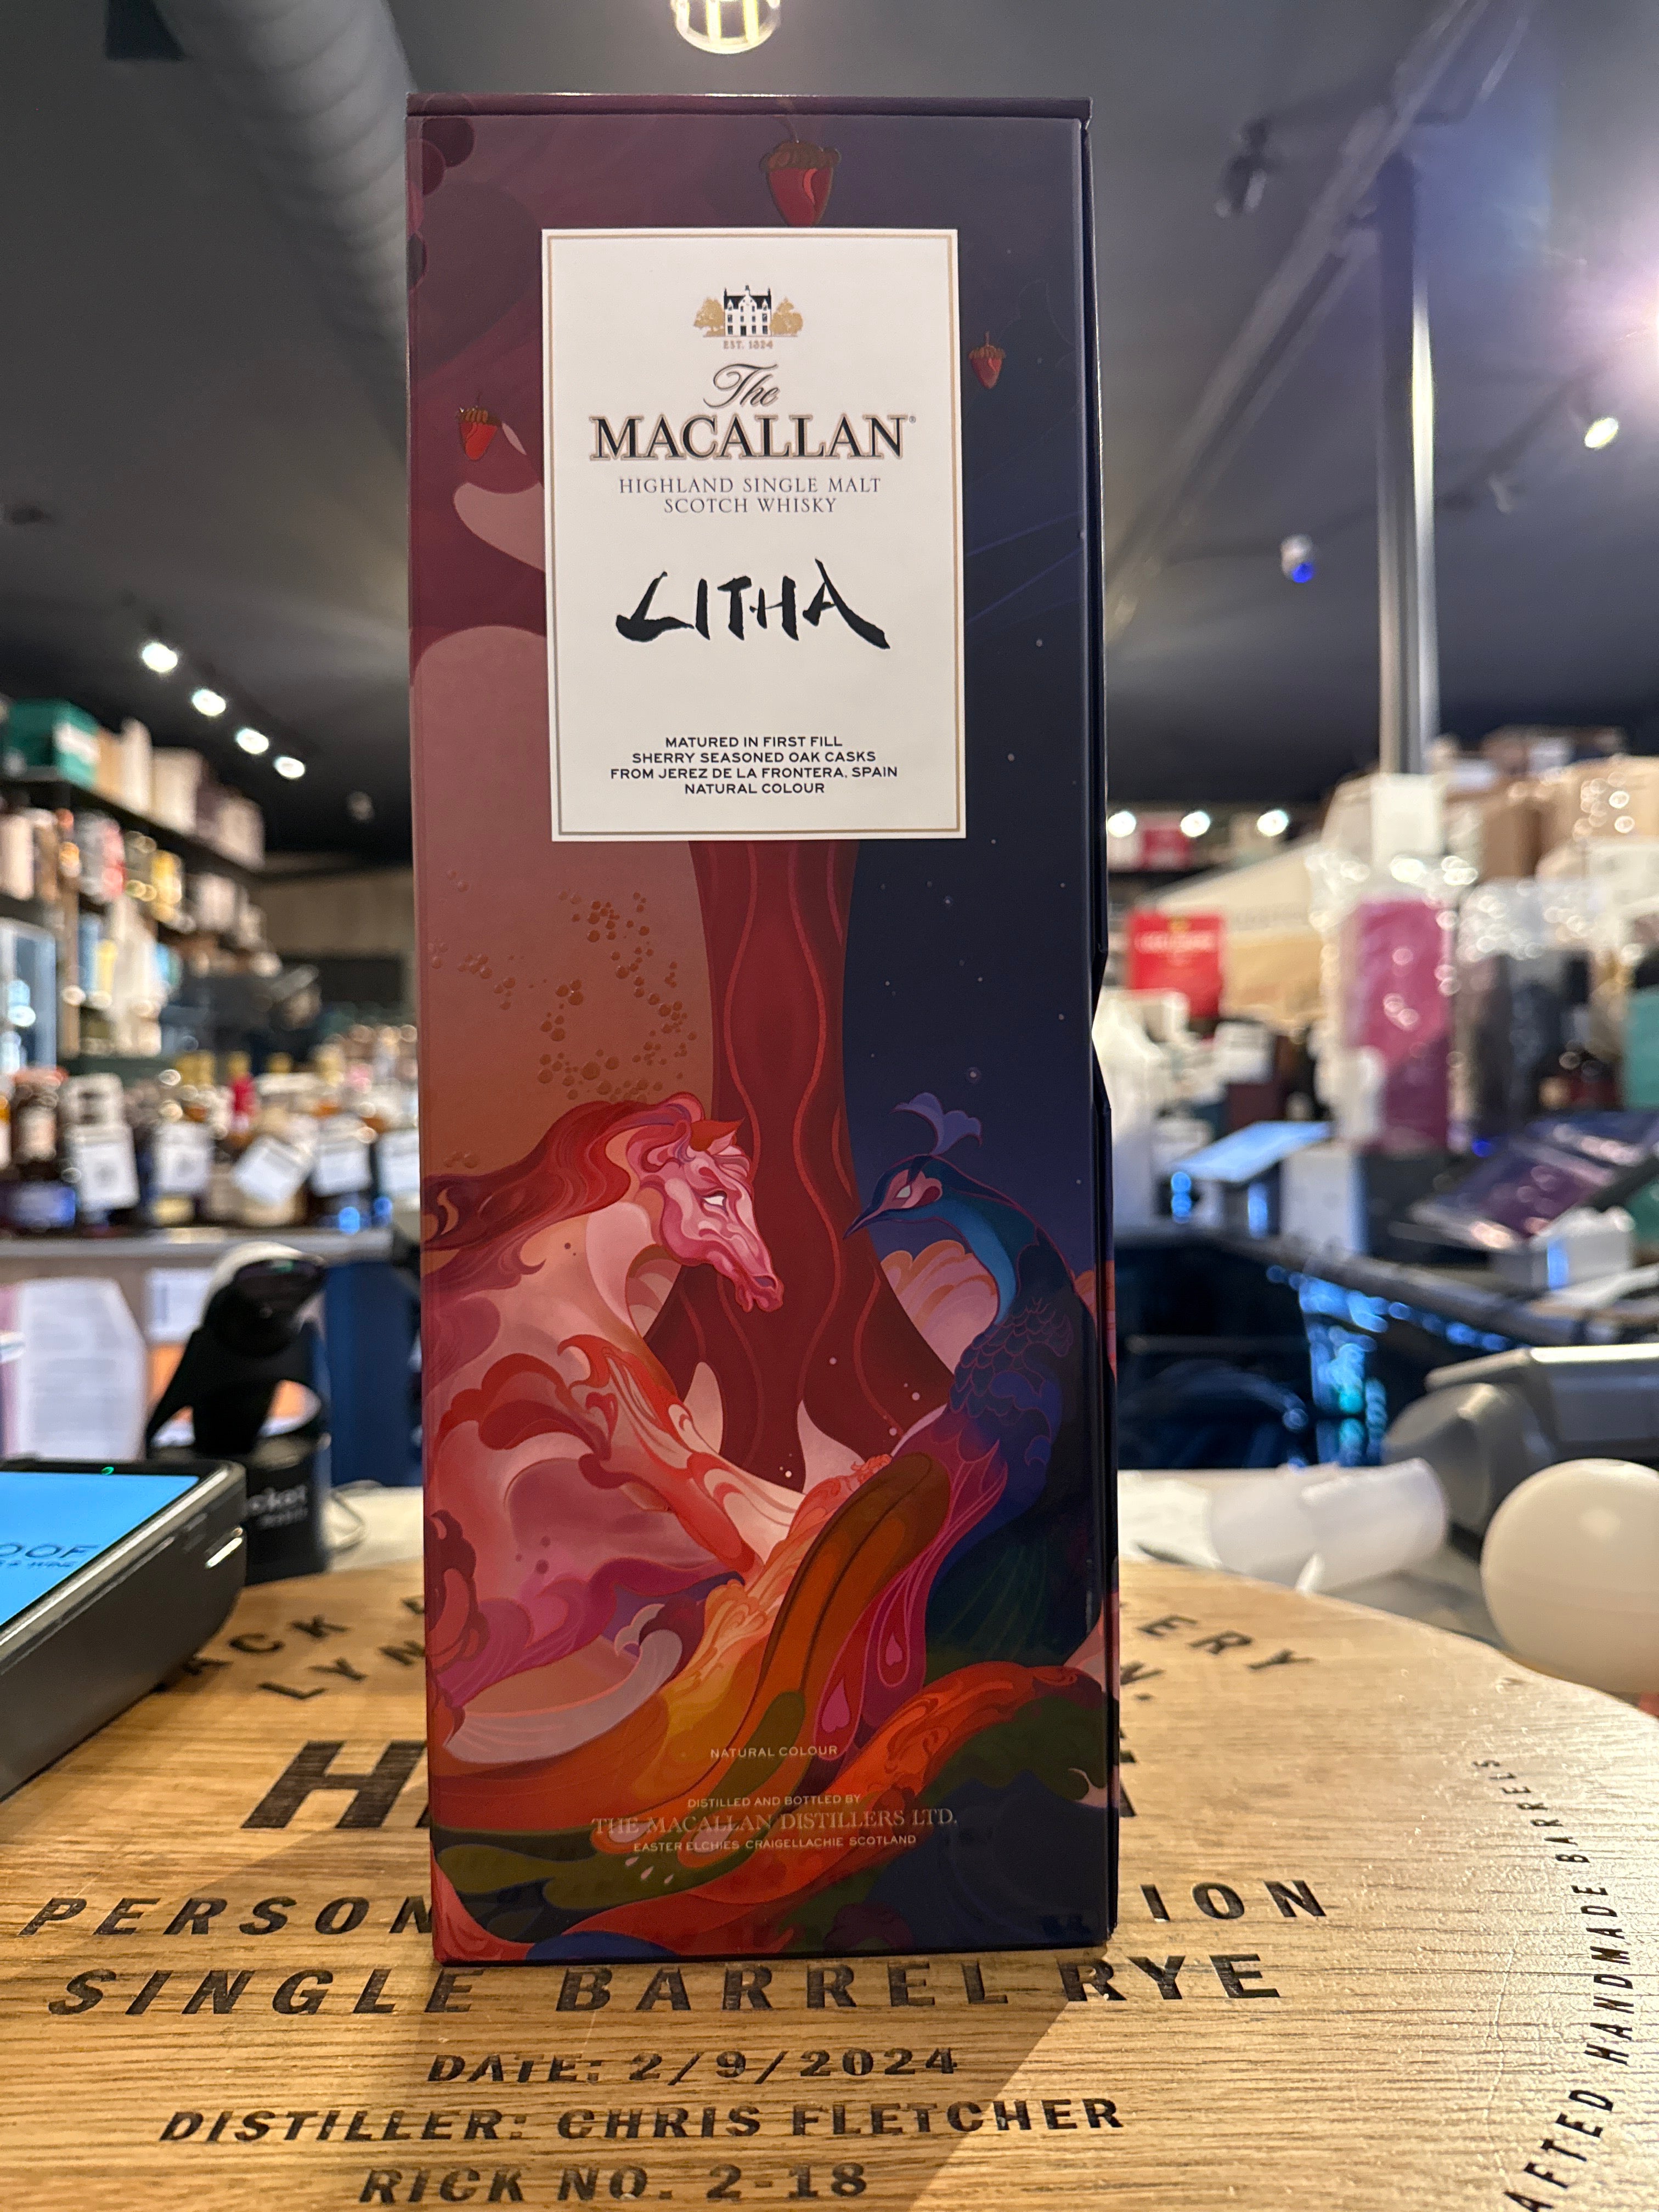 EST. 1824
The
MACALLAN
HIGHLAND SINGLE MALT
SCOTCH WHISKY
LITHA
MATURED IN FIRST FILL
SHERRY SEASONED OAK CASKS
FROM JEREZ DE LA FRONTERA, SPAIN
NATURAL COLOUR
NATURAL COLOUR
DISTILLED AND BOTTLED BY
THE MACALLAN DISTILLERS LTD.
EASTER ELCHIES CRAIGELLACHIE SCOTLAND
SINGLE BARREL RYE
DATE: 2/9/2024
DISTILLER: CHRIS FLETCHER
RICK NO. 2-18
HANDMADE BARRELS